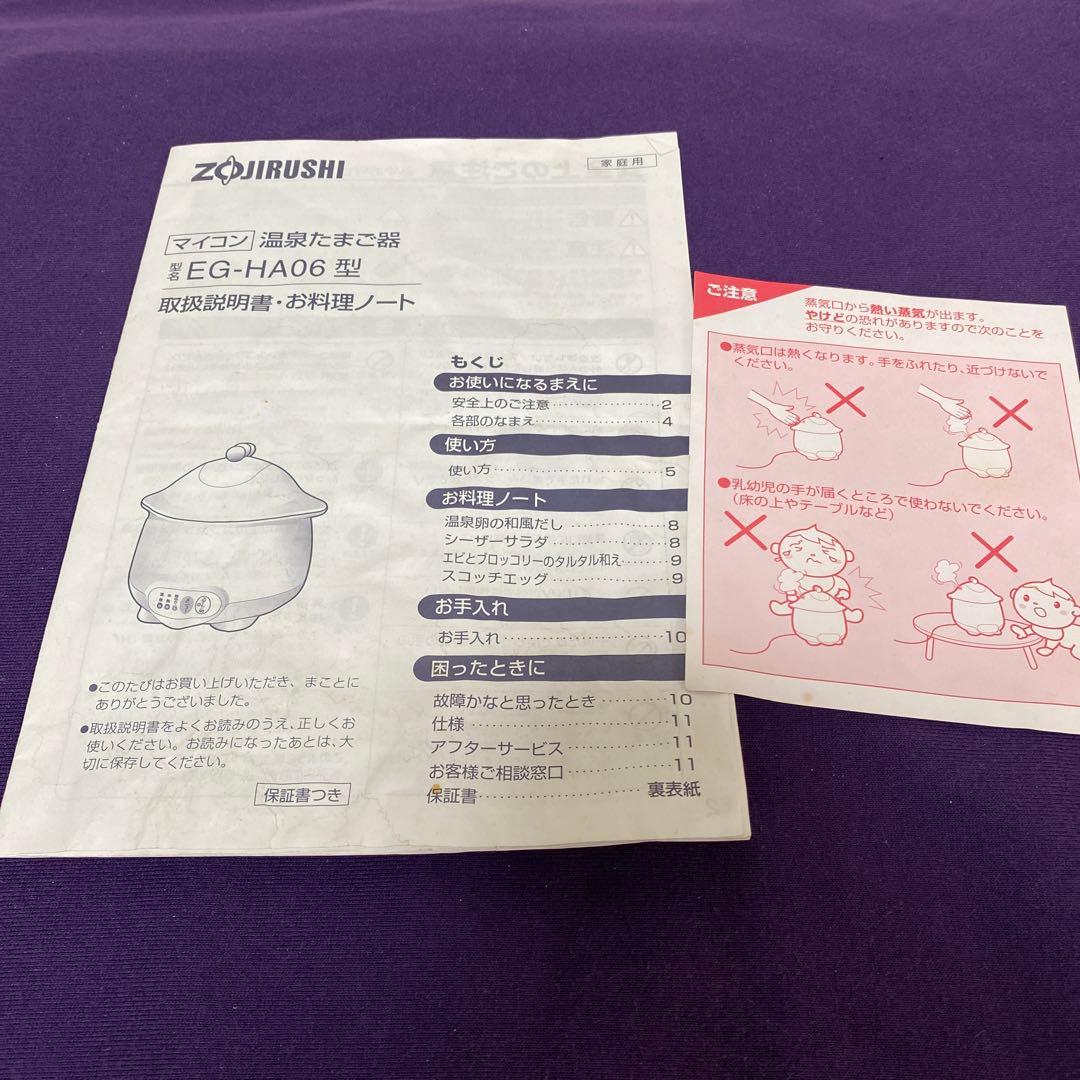 ZOJIRUSHI
家庭用
マイコン 温泉たまご器
型名 EG-HA06 型
取扱説明書・お料理ノート
もくじ
お使いになるまえに
安全上のご注意 2
各部のなまえ 4
使い方
使い方 5
お料理ノート
温泉卵の和風だし 8
シーザーサラダ 8
エビとブロッコリーのタルタル和え 9
スコッチエッグ 9
お手入れ
お手入れ 10
困ったときに
故障かなと思ったとき 10
仕様 11
アフターサービス 11
お客様ご相談窓口 11
保証書 裏表紙
●このたびはお買い上げいただき、まことに
ありがとうございました。
●取扱説明書をよくお読みのうえ、正しくお
使いください。お読みになったあとは、大
切に保存してください。
保証書つき
ご注意
蒸気口から熱い蒸気が出ます。
やけどの恐れがありますので次のことを
お守りください。
●蒸気口は熱くなります。手をふれたり、近づけないで
ください。
●乳幼児の手が届くところで使わないでください。
(床の上やテーブルなど)